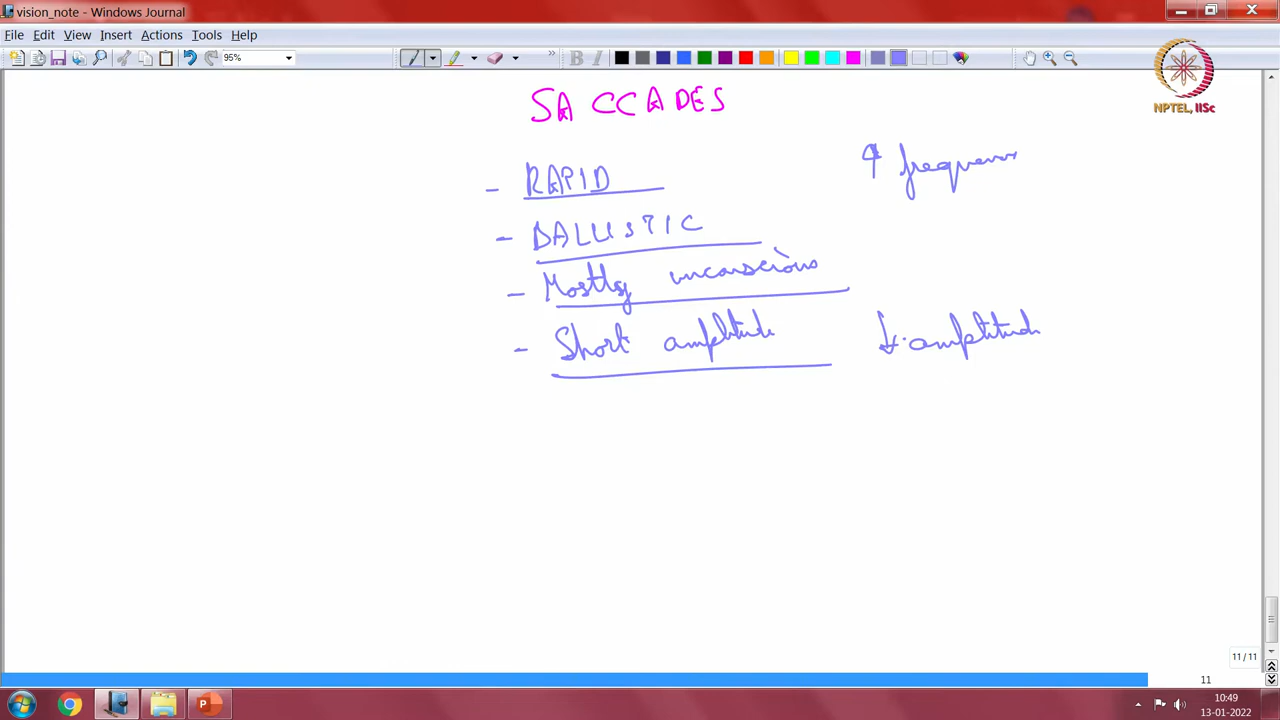 vision_note - Windows Journal
File Edit View Insert Actions Tools Help
95%
NPTEL, IISc
SACCADES
- RAPID
↑ frequency
- BALLISTIC
- Mostly unconscious
- Short amplitude
↓ amplitude
11 / 11
11
10:49
13-01-2022